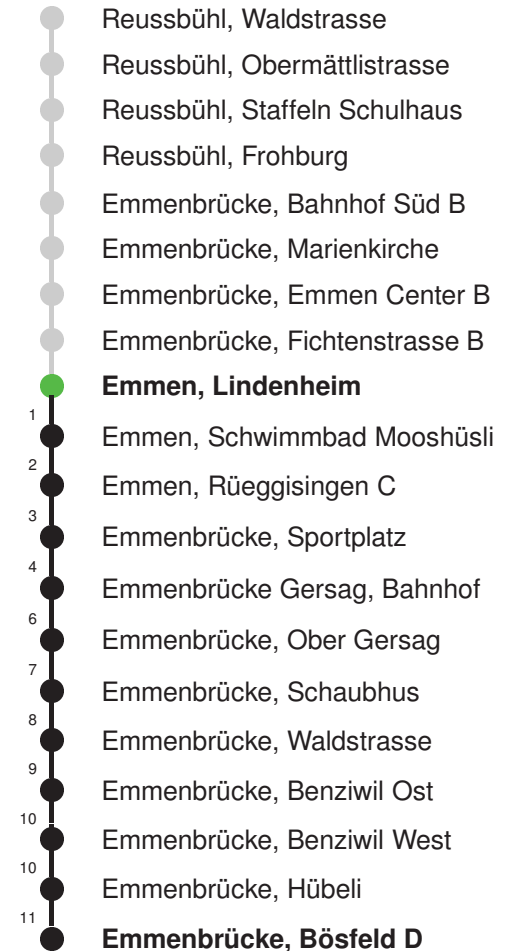 Reussbühl, Waldstrasse
Reussbühl, Obermättlistrasse
Reussbühl, Staffeln Schulhaus
Reussbühl, Frohburg
Emmenbrücke, Bahnhof Süd B
Emmenbrücke, Marienkirche
Emmenbrücke, Emmen Center B
Emmenbrücke, Fichtenstrasse B
Emmen, Lindenheim
1 Emmen, Schwimmbad Mooshüsli
2 Emmen, Rüeggisingen C
3 Emmenbrücke, Sportplatz
4 Emmenbrücke Gersag, Bahnhof
6 Emmenbrücke, Ober Gersag
7 Emmenbrücke, Schaubhus
8 Emmenbrücke, Waldstrasse
9 Emmenbrücke, Benziwil Ost
10 Emmenbrücke, Benziwil West
10 Emmenbrücke, Hübeli
11 Emmenbrücke, Bösfeld D